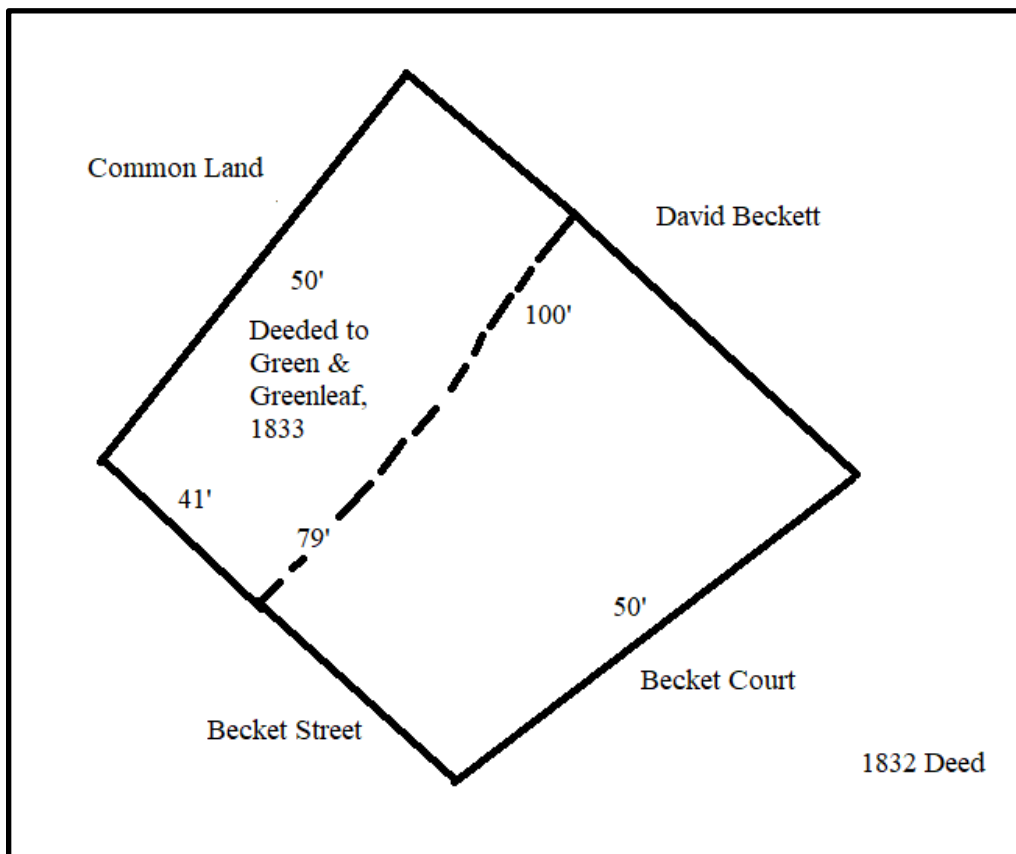 Common Land
David Beckett
50'
100'
Deeded to
Green &
Greenleaf,
1833
41'
79'
50'
Becket Court
Becket Street
1832 Deed